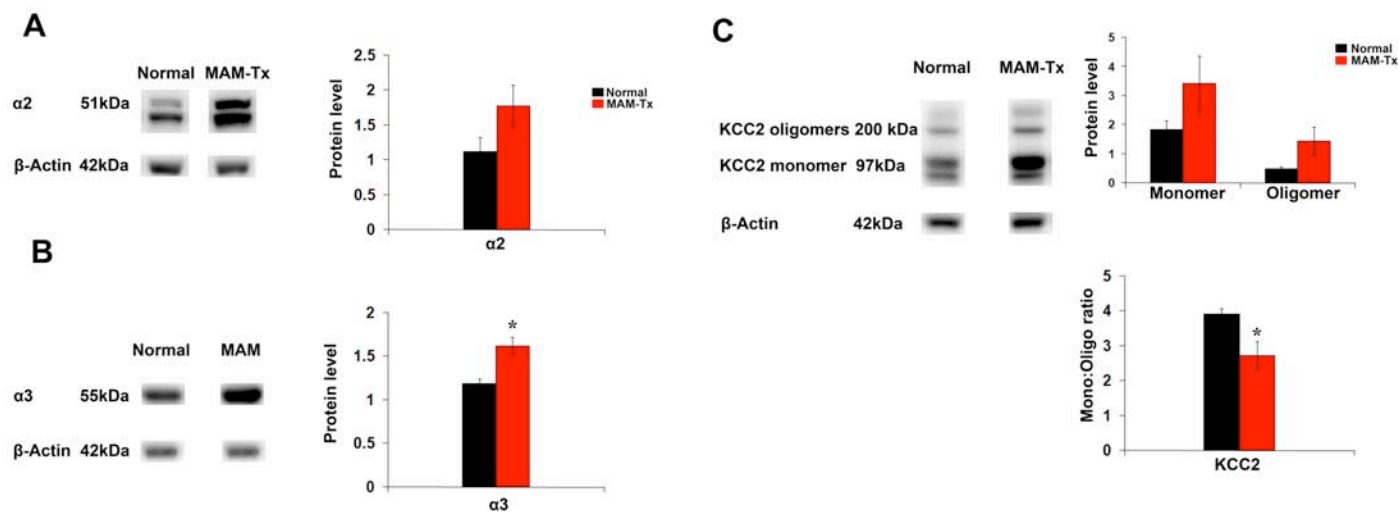 A
Normal MAM-Tx
α2 51kDa
β-Actin 42kDa
Protein level
2.5
2
1.5
1
0.5
0
α2
Normal
MAM-Tx
B
Normal MAM
α3 55kDa
β-Actin 42kDa
Protein level
2
1.5
1
0.5
0
*
α3
C
Normal MAM-Tx
KCC2 oligomers 200 kDa
KCC2 monomer 97kDa
β-Actin 42kDa
Protein level
5
4
3
2
1
0
Monomer Oligomer
Normal
MAM-Tx
Mono:Oligo ratio
5
4
3
2
1
0
*
KCC2